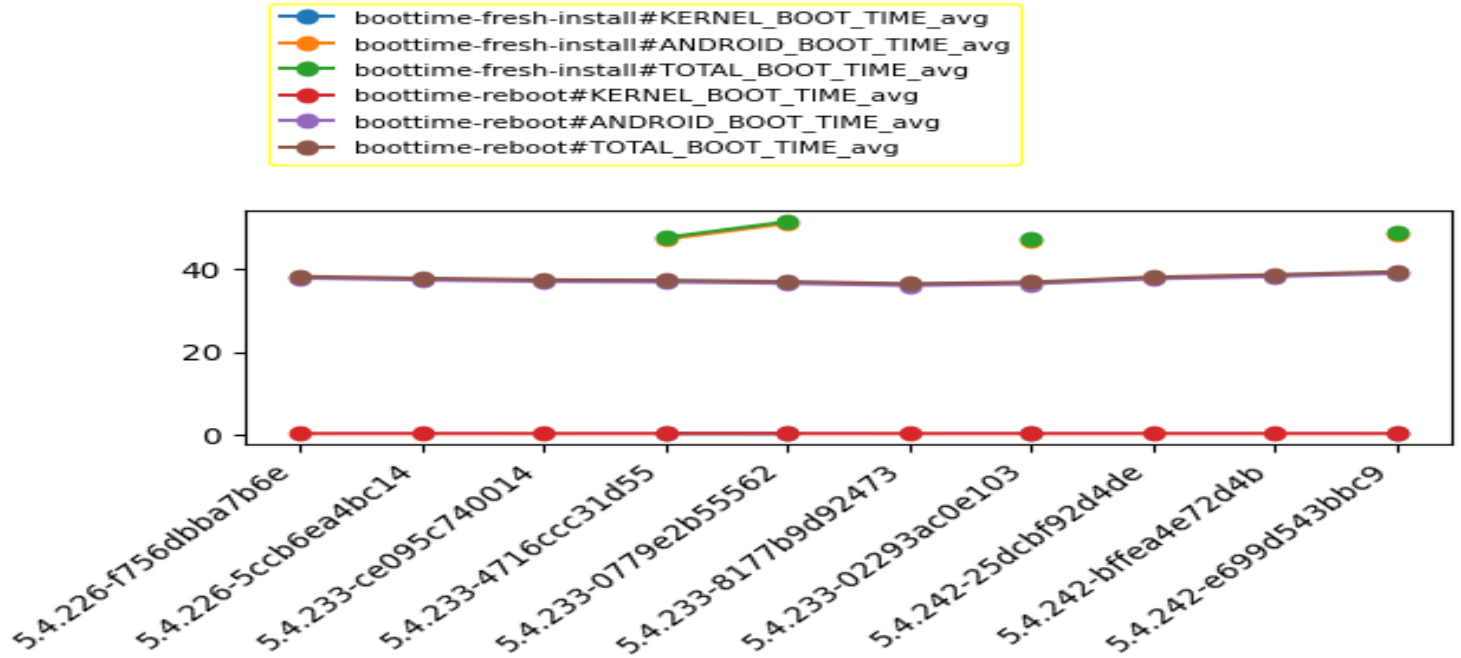 boottime-fresh-install#KERNEL_BOOT_TIME_avg
boottime-fresh-install#ANDROID_BOOT_TIME_avg
boottime-fresh-install#TOTAL_BOOT_TIME_avg
boottime-reboot#KERNEL_BOOT_TIME_avg
boottime-reboot#ANDROID_BOOT_TIME_avg
boottime-reboot#TOTAL_BOOT_TIME_avg
40
20
0
5.4.226-f756dbba7b6e
5.4.226-5ccb6ea4bc14
5.4.233-ce095c740014
5.4.233-4716ccc31d55
5.4.233-0779e2b55562
5.4.233-8177b9d92473
5.4.233-02293ac0e103
5.4.242-25dcbf92d4de
5.4.242-bffea4e72d4b
5.4.242-e699d543bbc9